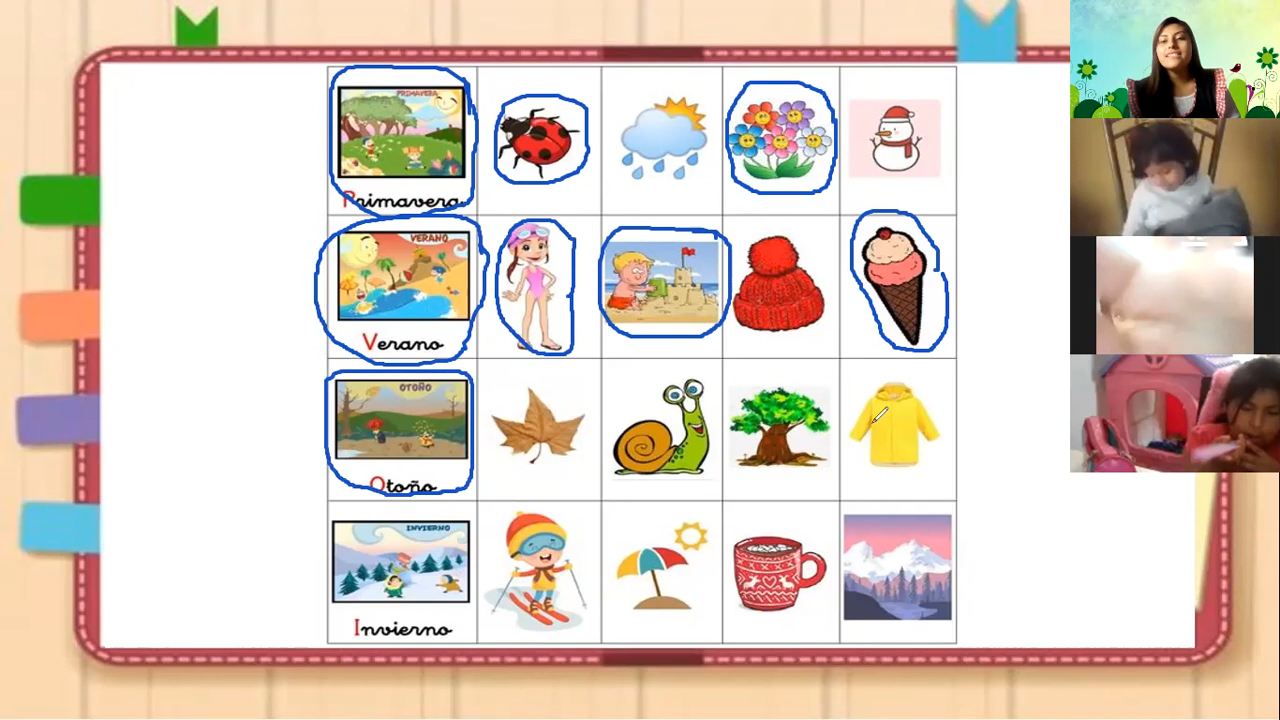 PRIMAVERA
Primavera
VERANO
Verano
OTOÑO
Otoño
INVIERNO
Invierno